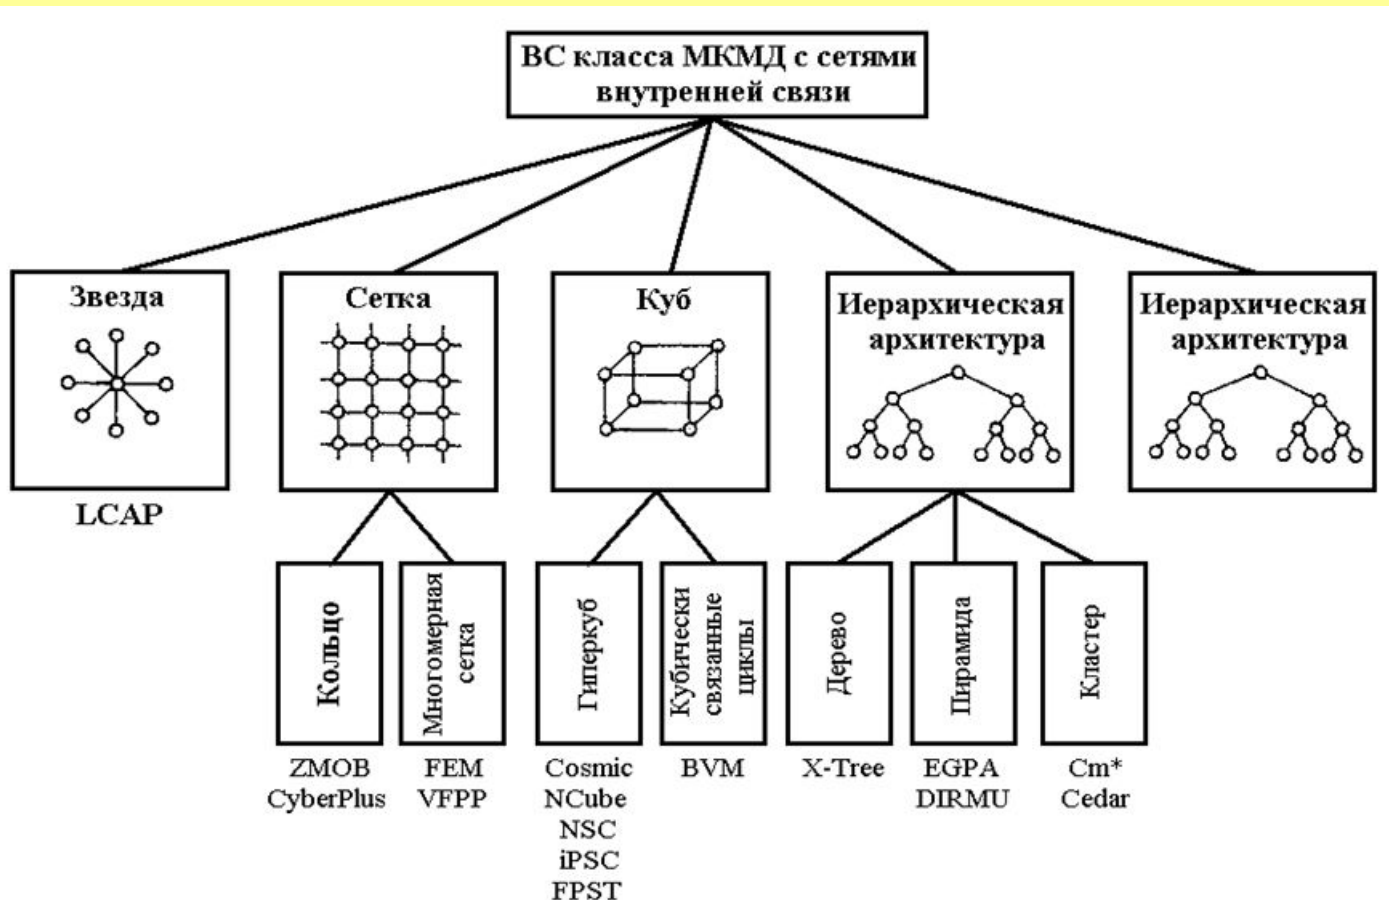 ВС класса МКМД с сетями
внутренней связи
Звезда
Сетка
Куб
Иерархическая
архитектура
Иерархическая
архитектура
LCAP
Кольцо
Многомерная
сетка
Гиперкуб
Кубически
связанные
циклы
Дерево
Пирамида
Кластер
ZMOB
CyberPlus
FEM
VFPP
Cosmic
NCube
NSC
iPSC
FPST
BVM
X-Tree
EGPA
DIRMU
Cm*
Cedar